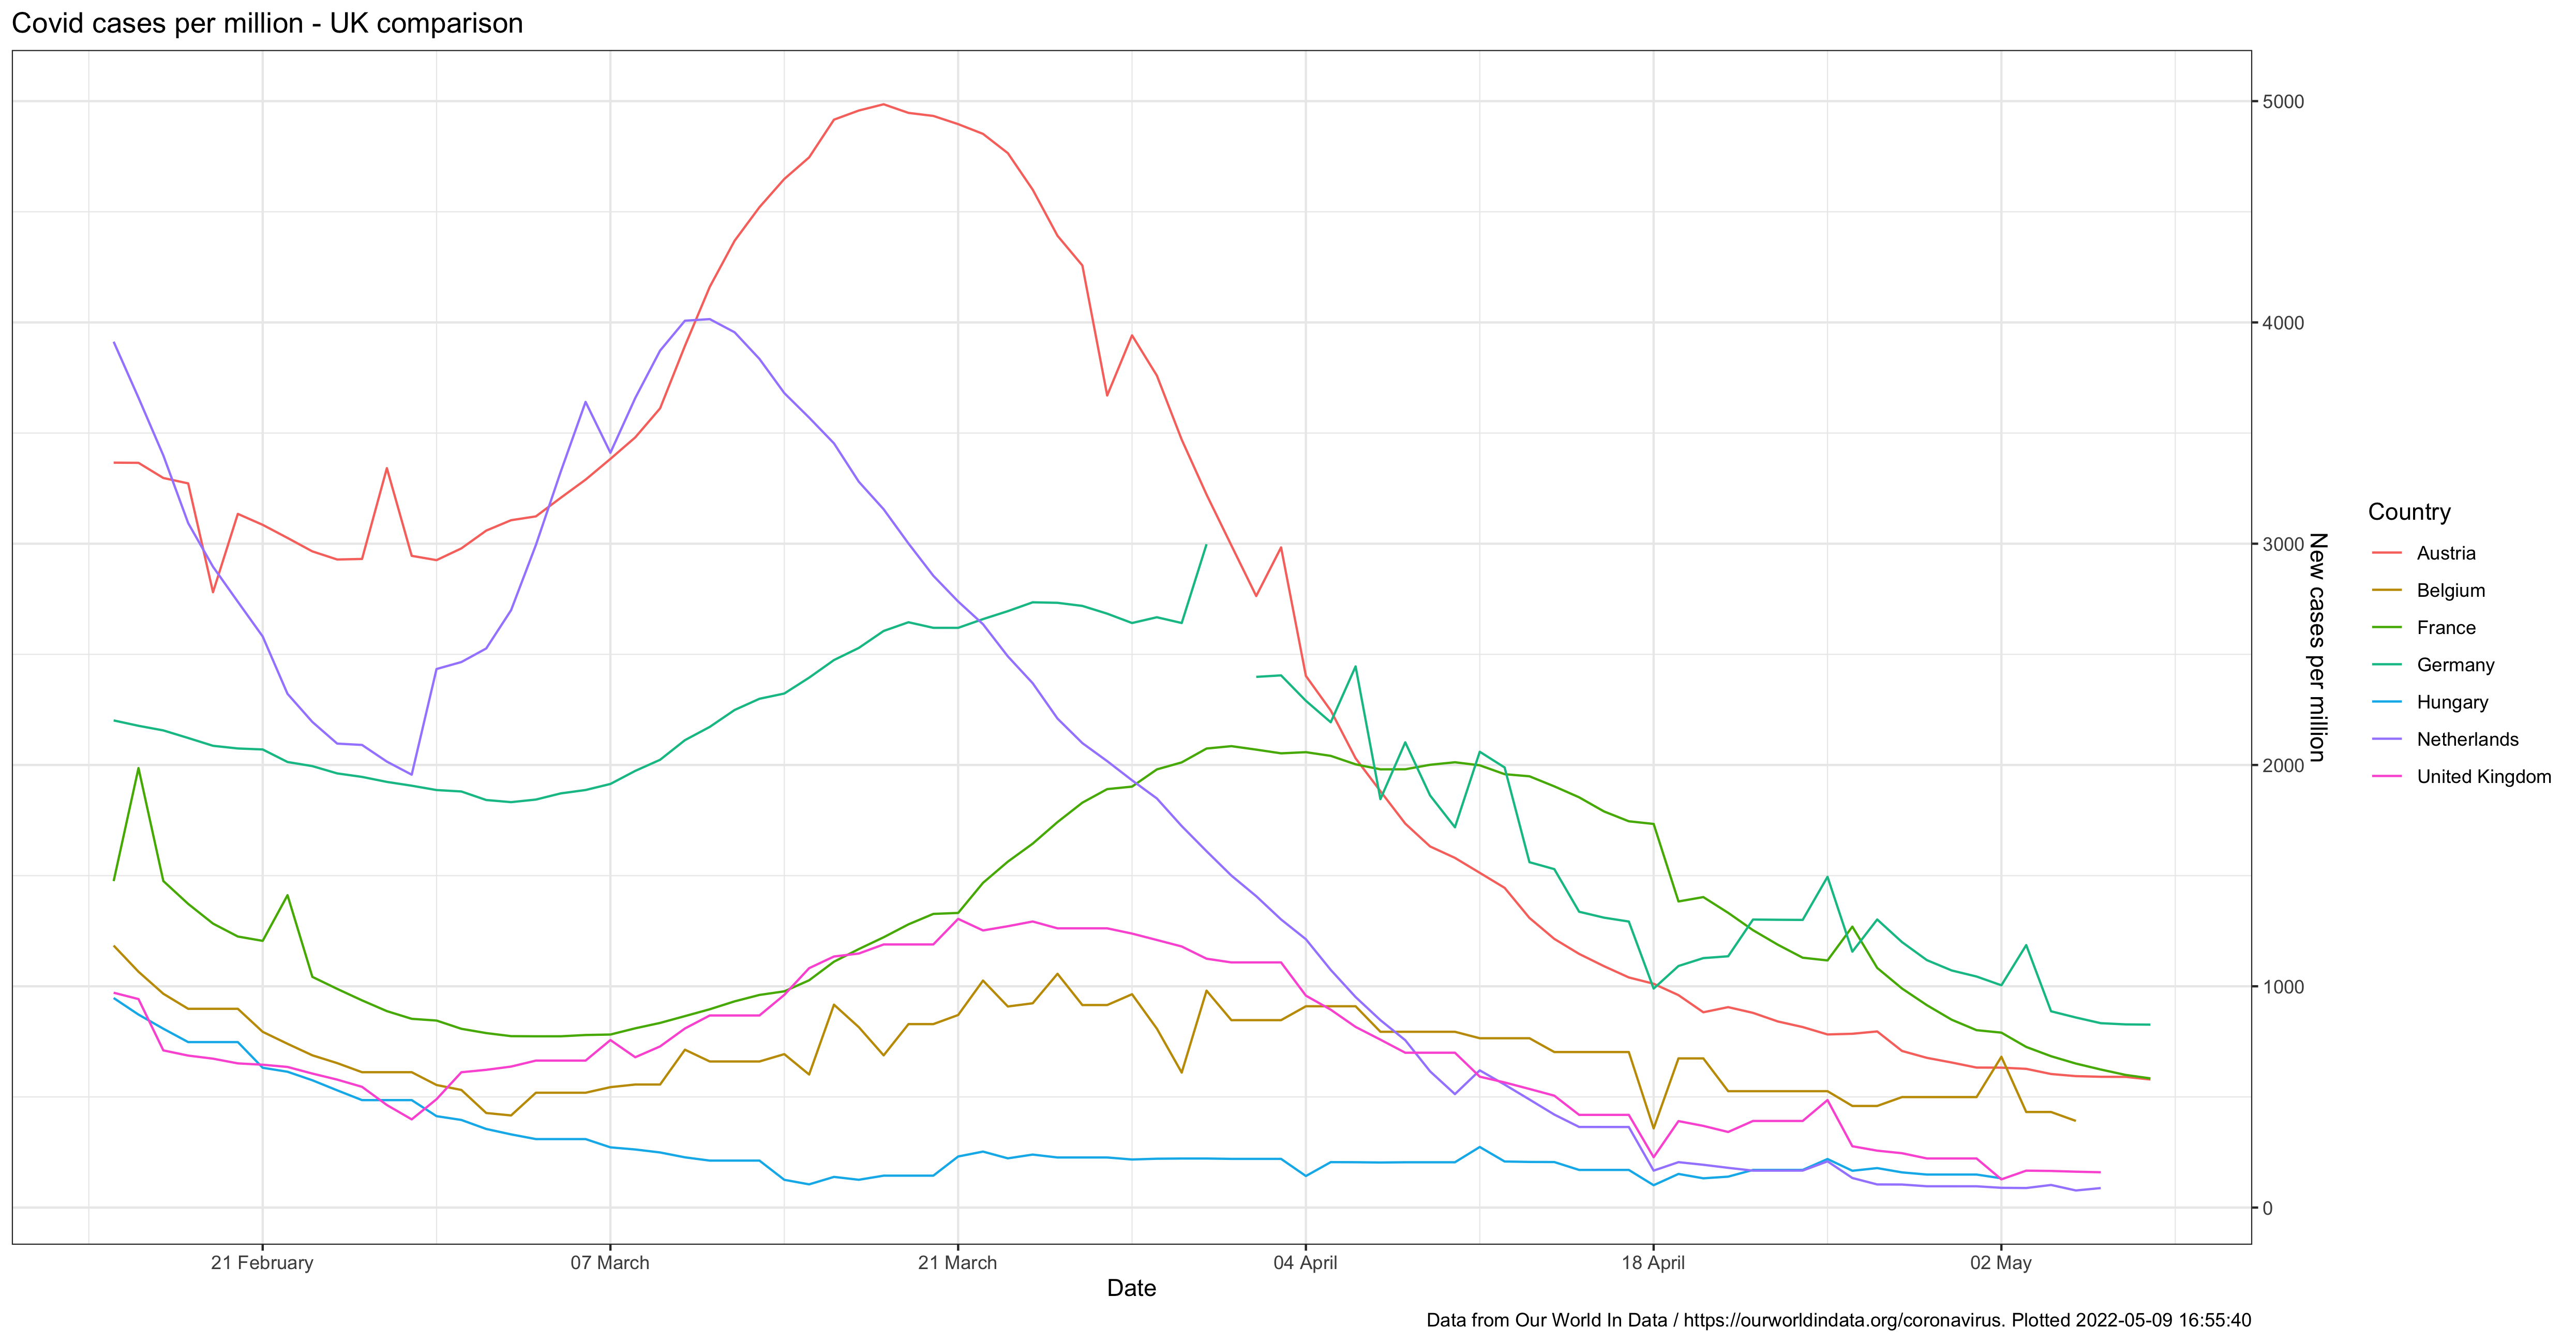 Covid cases per million - UK comparison
5000
4000
3000
2000
1000
0
New cases per million
21 February
07 March
21 March
04 April
18 April
02 May
Date
Country
Austria
Belgium
France
Germany
Hungary
Netherlands
United Kingdom
Data from Our World In Data / https://ourworldindata.org/coronavirus. Plotted 2022-05-09 16:55:40